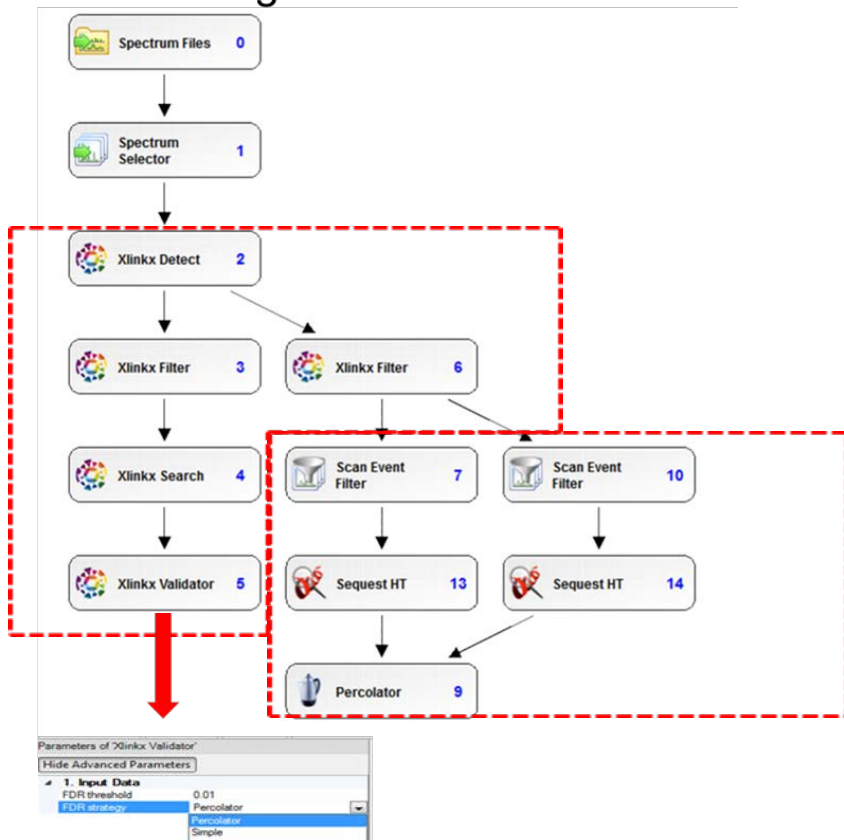 Spectrum Files 0
Spectrum
Selector 1
Xlinkx Detect 2
Xlinkx Filter 3
Xlinkx Filter 6
Xlinkx Search 4
Scan Event
Filter 7
Scan Event
Filter 10
Xlinkx Validator 5
Sequest HT 13
Sequest HT 14
Percolator 9
Parameters of 'Xlinkx Validator'
Hide Advanced Parameters
1. Input Data
FDR threshold 0.01
FDR strategy Percolator
Percolator
Simple